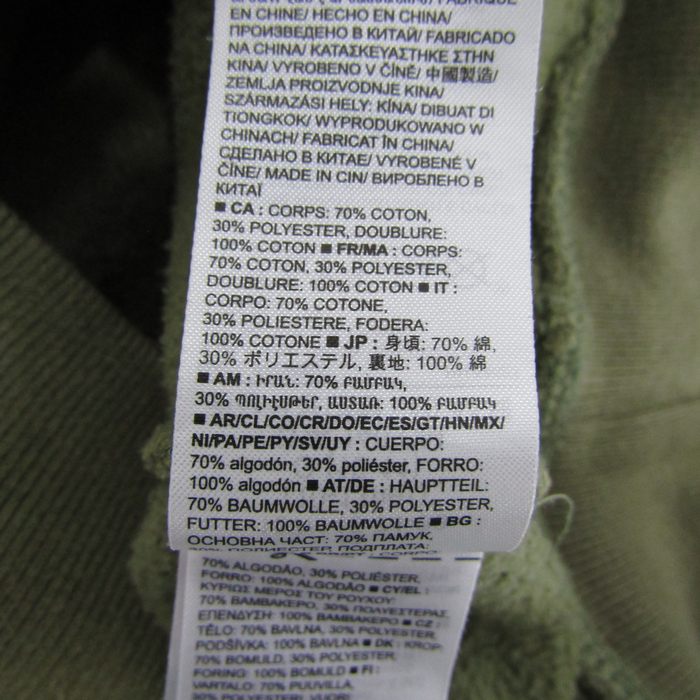 EN CHINE/ HECHO EN CHINA/
ПРОИЗВЕДЕНО В КИТАЙ/ FABRICADO
NA CHINA/ ΚΑΤΑΣΚΕΥΑΣΤΗΚΕ ΣΤΗΝ
ΚΙΝΑ/ VYROBENO V ČÍNĚ/ 中國製造/
ZEMLJA PROIZVODNJE KINA/
SZÁRMAZÁSI HELY: KÍNA/ DIBUAT DI
TIONGKOK/ WYPRODUKOWANO W
CHINACH/ FABRICAT ÎN CHINA/
СДЕЛАНО В КИТАЕ/ VYROBENÉ V
ČÍNE/ MADE IN CIN/ ВИРОБЛЕНО В
КИТАЇ
■ CA : CORPS: 70% COTON,
30% POLYESTER, DOUBLURE:
100% COTON ■ FR/MA : CORPS:
70% COTON, 30% POLYESTER,
DOUBLURE: 100% COTON ■ IT :
CORPO: 70% COTONE,
30% POLIESTERE, FODERA:
100% COTONE ■ JP : 身頃: 70% 綿,
30% ポリエステル, 裏地: 100% 綿
■ AM : ԻՐԱՆ: 70% ԲԱՄԲԱԿ,
30% ՊՈԼԻԷՍԹԵՐ, ԱՍՏԱՌ: 100% ԲԱՄԲԱԿ
■ AR/CL/CO/CR/DO/EC/ES/GT/HN/MX/
NI/PA/PE/PY/SV/UY : CUERPO:
70% algodón, 30% poliéster, FORRO:
100% algodón ■ AT/DE : HAUPTTEIL:
70% BAUMWOLLE, 30% POLYESTER,
FUTTER: 100% BAUMWOLLE ■ BG :
ОСНОВНА ЧАСТ: 70% ПАМУК,
70% ALGODÃO, 30% POLIÉSTER,
FORRO: 100% ALGODÃO ■ CY/EL :
ΚΥΡΙΩΣ ΜΕΡΟΣ ΤΟΥ ΡΟΥΧΟΥ:
70% ΒΑΜΒΑΚΕΡΟ, 30% ΠΟΛΥΕΣΤΕΡΑΣ,
ΕΠΕΝΔΥΣΗ: 100% ΒΑΜΒΑΚΕΡΟ ■ CZ :
TĚLO: 70% BAVLNA, 30% POLYESTER,
PODŠÍVKA: 100% BAVLNA ■ DK : KROP:
70% BOMULD, 30% POLYESTER,
FORING: 100% BOMULD ■ FI :
VARTALO: 70% PUUVILLA,